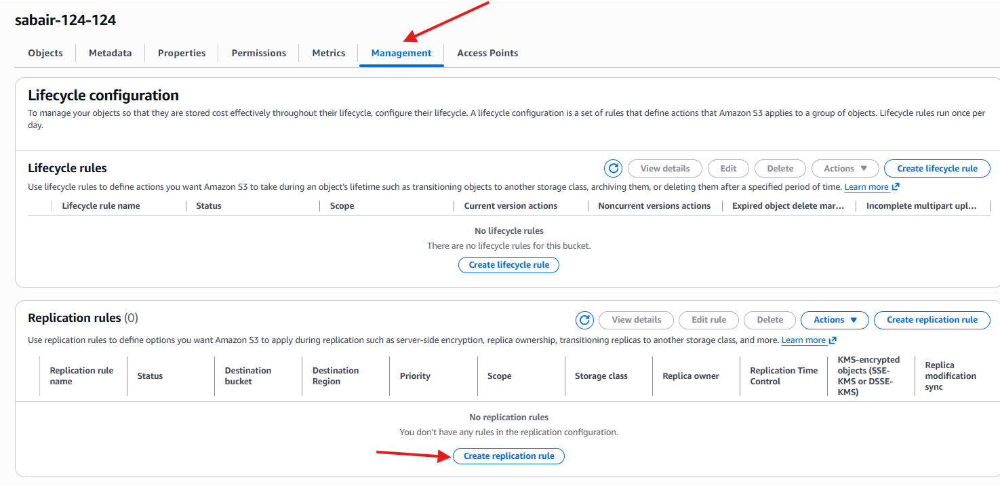 sabair-124-124
Objects Metadata Properties Permissions Metrics Management Access Points
Lifecycle configuration
To manage your objects so that they are stored cost effectively throughout their lifecycle, configure their lifecycle. A lifecycle configuration is a set of rules that define actions that Amazon S3 applies to a group of objects. Lifecycle rules run once per
day.
Lifecycle rules View details Edit Delete Actions Create lifecycle rule
Use lifecycle rules to define actions you want Amazon S3 to take during an object's lifetime such as transitioning objects to another storage class, archiving them, or deleting them after a specified period of time. Learn more
Lifecycle rule name Status Scope Current version actions Noncurrent versions actions Expired object delete mar... Incomplete multipart upl...
No lifecycle rules
There are no lifecycle rules for this bucket.
Create lifecycle rule
Replication rules (0) View details Edit rule Delete Actions Create replication rule
Use replication rules to define options you want Amazon S3 to apply during replication such as server-side encryption, replica ownership, transitioning replicas to another storage class, and more. Learn more
Replication rule
name
Status
Destination
bucket
Destination
Region
Priority
Scope
Storage class
Replica owner
Replication Time
Control
KMS-encrypted
objects (SSE-
KMS or DSSE-
KMS)
Replica
modification
sync
No replication rules
You don't have any rules in the replication configuration.
Create replication rule